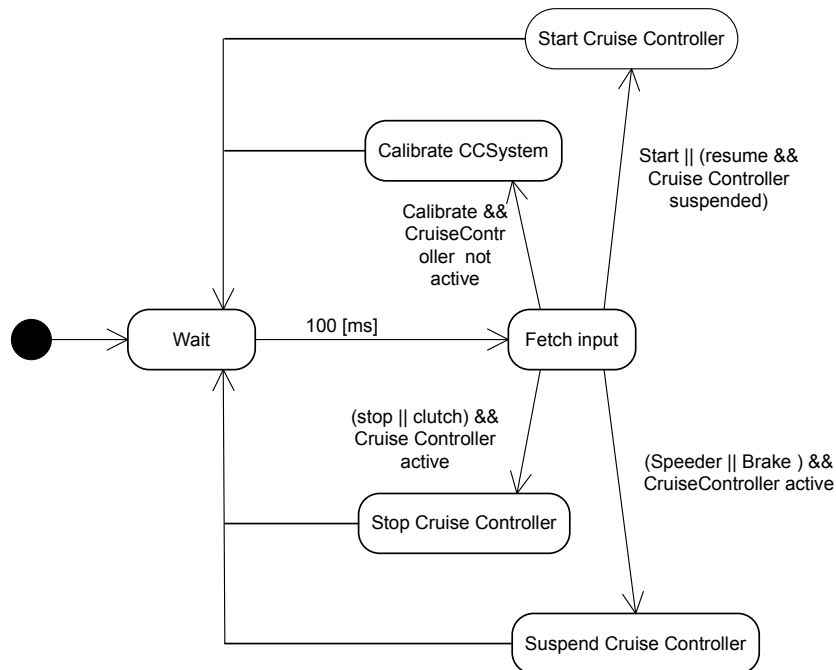 Start Cruise Controller
Calibrate CCSystem
Start || (resume &&
Cruise Controller
suspended)
Calibrate &&
CruiseContr
oller not
active
Wait
100 [ms]
Fetch input
(stop || clutch) &&
Cruise Controller
active
(Speeder || Brake ) &&
CruiseController active
Stop Cruise Controller
Suspend Cruise Controller